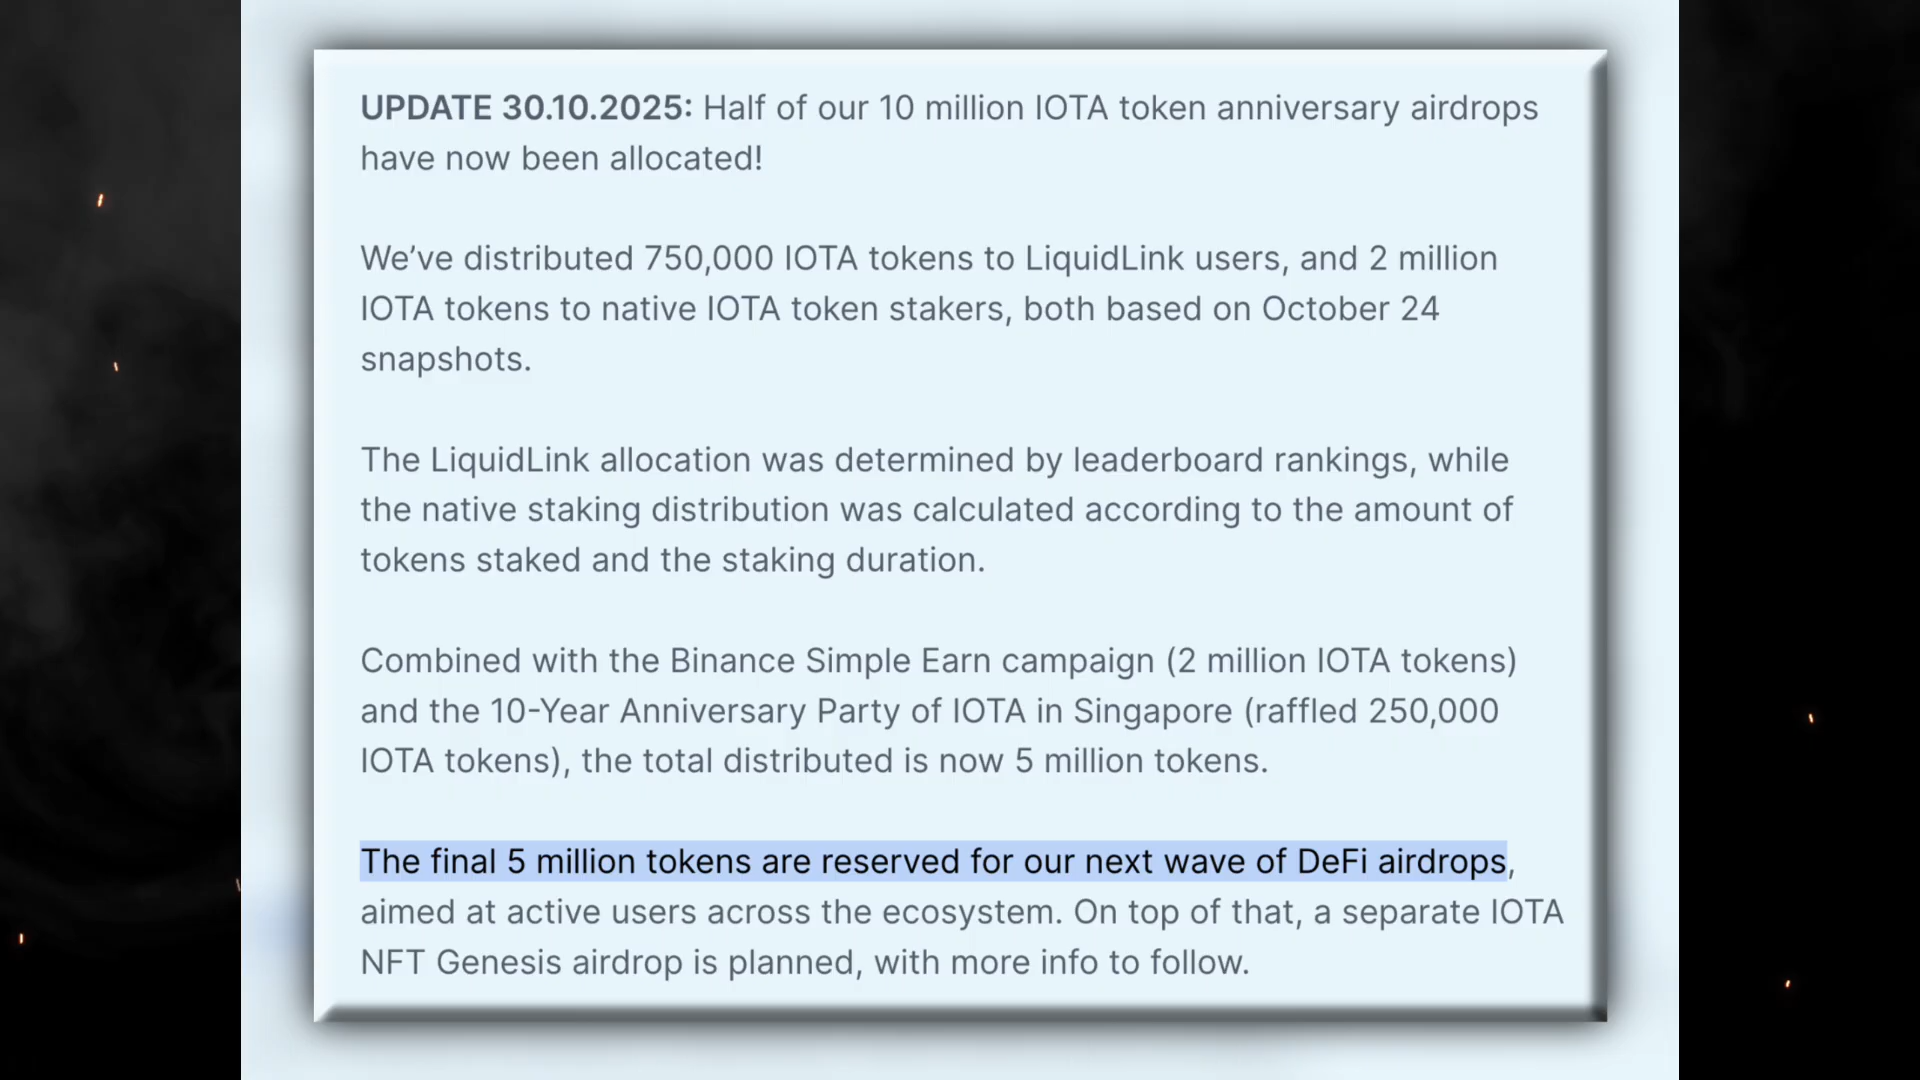 UPDATE 30.10.2025: Half of our 10 million IOTA token anniversary airdrops
have now been allocated!
We’ve distributed 750,000 IOTA tokens to LiquidLink users, and 2 million
IOTA tokens to native IOTA token stakers, both based on October 24
snapshots.
The LiquidLink allocation was determined by leaderboard rankings, while
the native staking distribution was calculated according to the amount of
tokens staked and the staking duration.
Combined with the Binance Simple Earn campaign (2 million IOTA tokens)
and the 10-Year Anniversary Party of IOTA in Singapore (raffled 250,000
IOTA tokens), the total distributed is now 5 million tokens.
The final 5 million tokens are reserved for our next wave of DeFi airdrops,
aimed at active users across the ecosystem. On top of that, a separate IOTA
NFT Genesis airdrop is planned, with more info to follow.